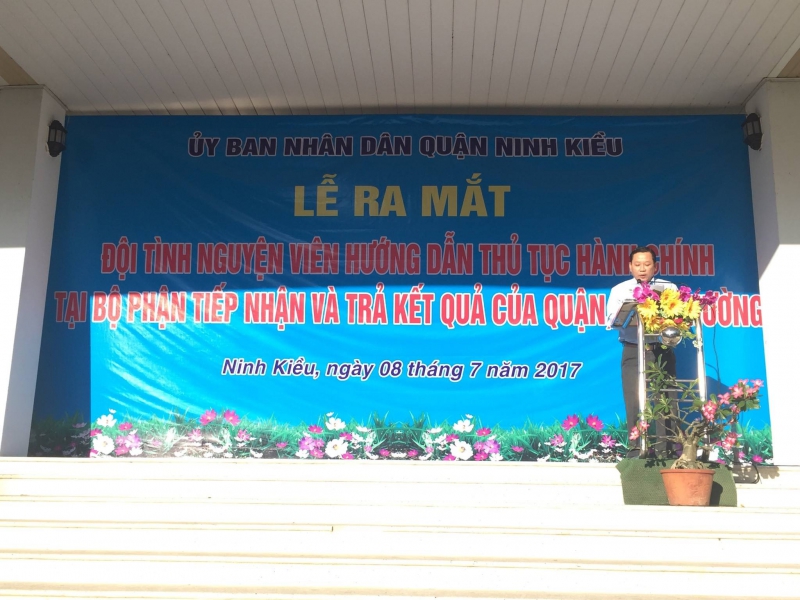 ỦY BAN NHÂN DÂN QUẬN NINH KIỀU
LỄ RA MẮT
ĐỘI TÌNH NGUYỆN VIÊN HƯỚNG DẪN THỦ TỤC HÀNH CHÍNH
TẠI BỘ PHẬN TIẾP NHẬN VÀ TRẢ KẾT QUẢ CỦA QUẬN ƯỜNG
Ninh Kiều, ngày 08 tháng 7 năm 2017